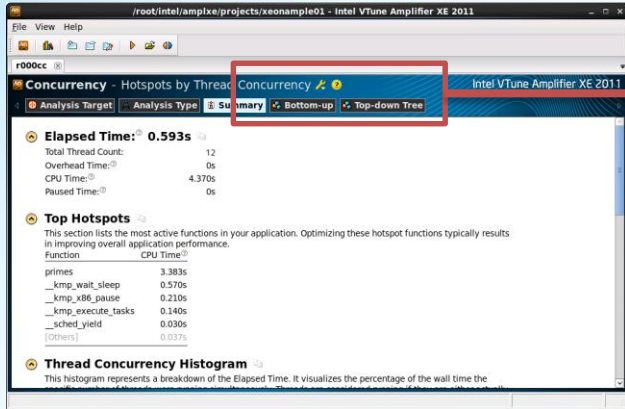 /root/intel/amplxe/projects/xeonexample01 - Intel VTune Amplifier XE 2011
File View Help
r000cc
Concurrency - Hotspots by Thread Concurrency ?
Intel VTune Amplifier XE 2011
Analysis Target Analysis Type Summary Bottom-up Top-down Tree
Elapsed Time: 0.593s
Total Thread Count: 12
Overhead Time: 0s
CPU Time: 4.370s
Paused Time: 0s
Top Hotspots
This section lists the most active functions in your application. Optimizing these hotspot functions typically results
in improving overall application performance.
Function CPU Time
primes 3.383s
__kmp_wait_sleep 0.570s
__kmp_x86_pause 0.210s
__kmp_execute_tasks 0.140s
__sched_yield 0.030s
[Others] 0.037s
Thread Concurrency Histogram
This histogram represents a breakdown of the Elapsed Time. It visualizes the percentage of the wall time the